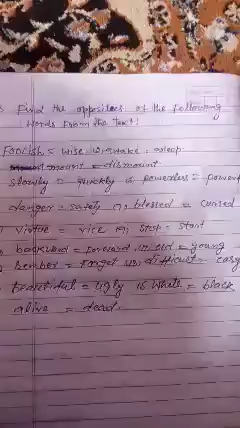 Find the opposites of the following
words from the text:
Foolish = wise awake, asleep
mount = dismount
slowly = quickly powerless = power
danger = safety blessed = cursed
virtue = vice stop = start
backward = forward old = young
= forget difficult = easy
beautiful = ugly 15 white = black
alive = dead.